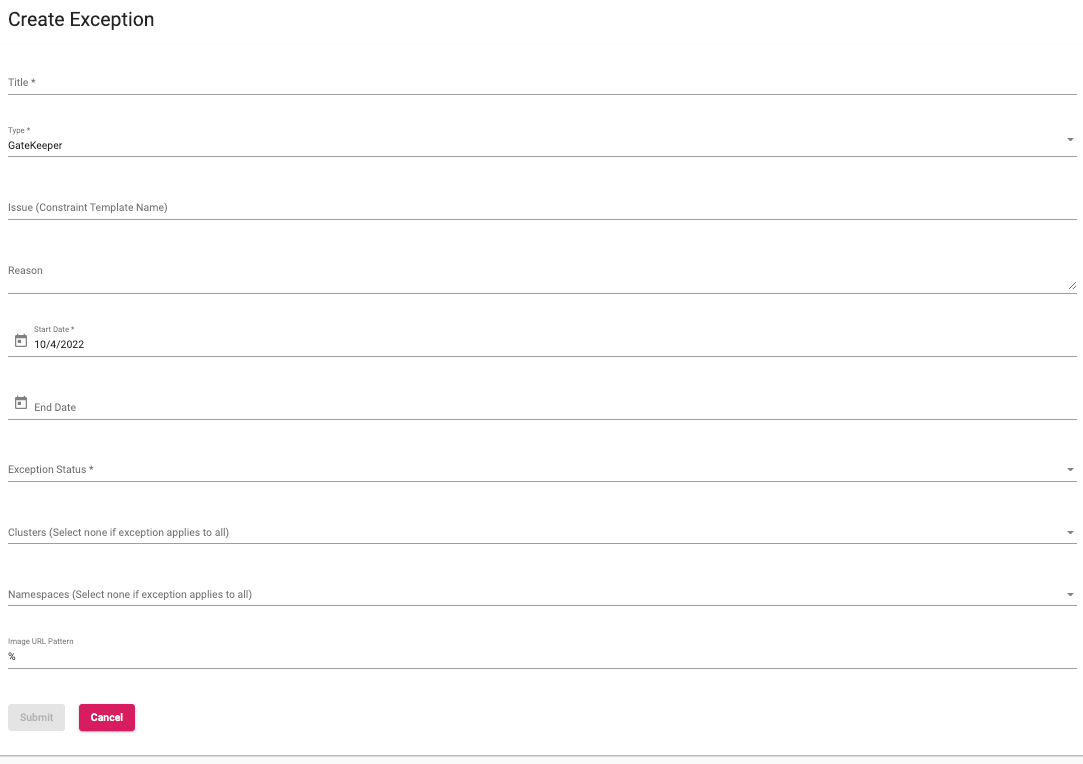 Create Exception
Title *
Type *
GateKeeper
Issue (Constraint Template Name)
Reason
Start Date *
10/4/2022
End Date
Exception Status *
Clusters (Select none if exception applies to all)
Namespaces (Select none if exception applies to all)
Image URL Pattern
%
Submit Cancel